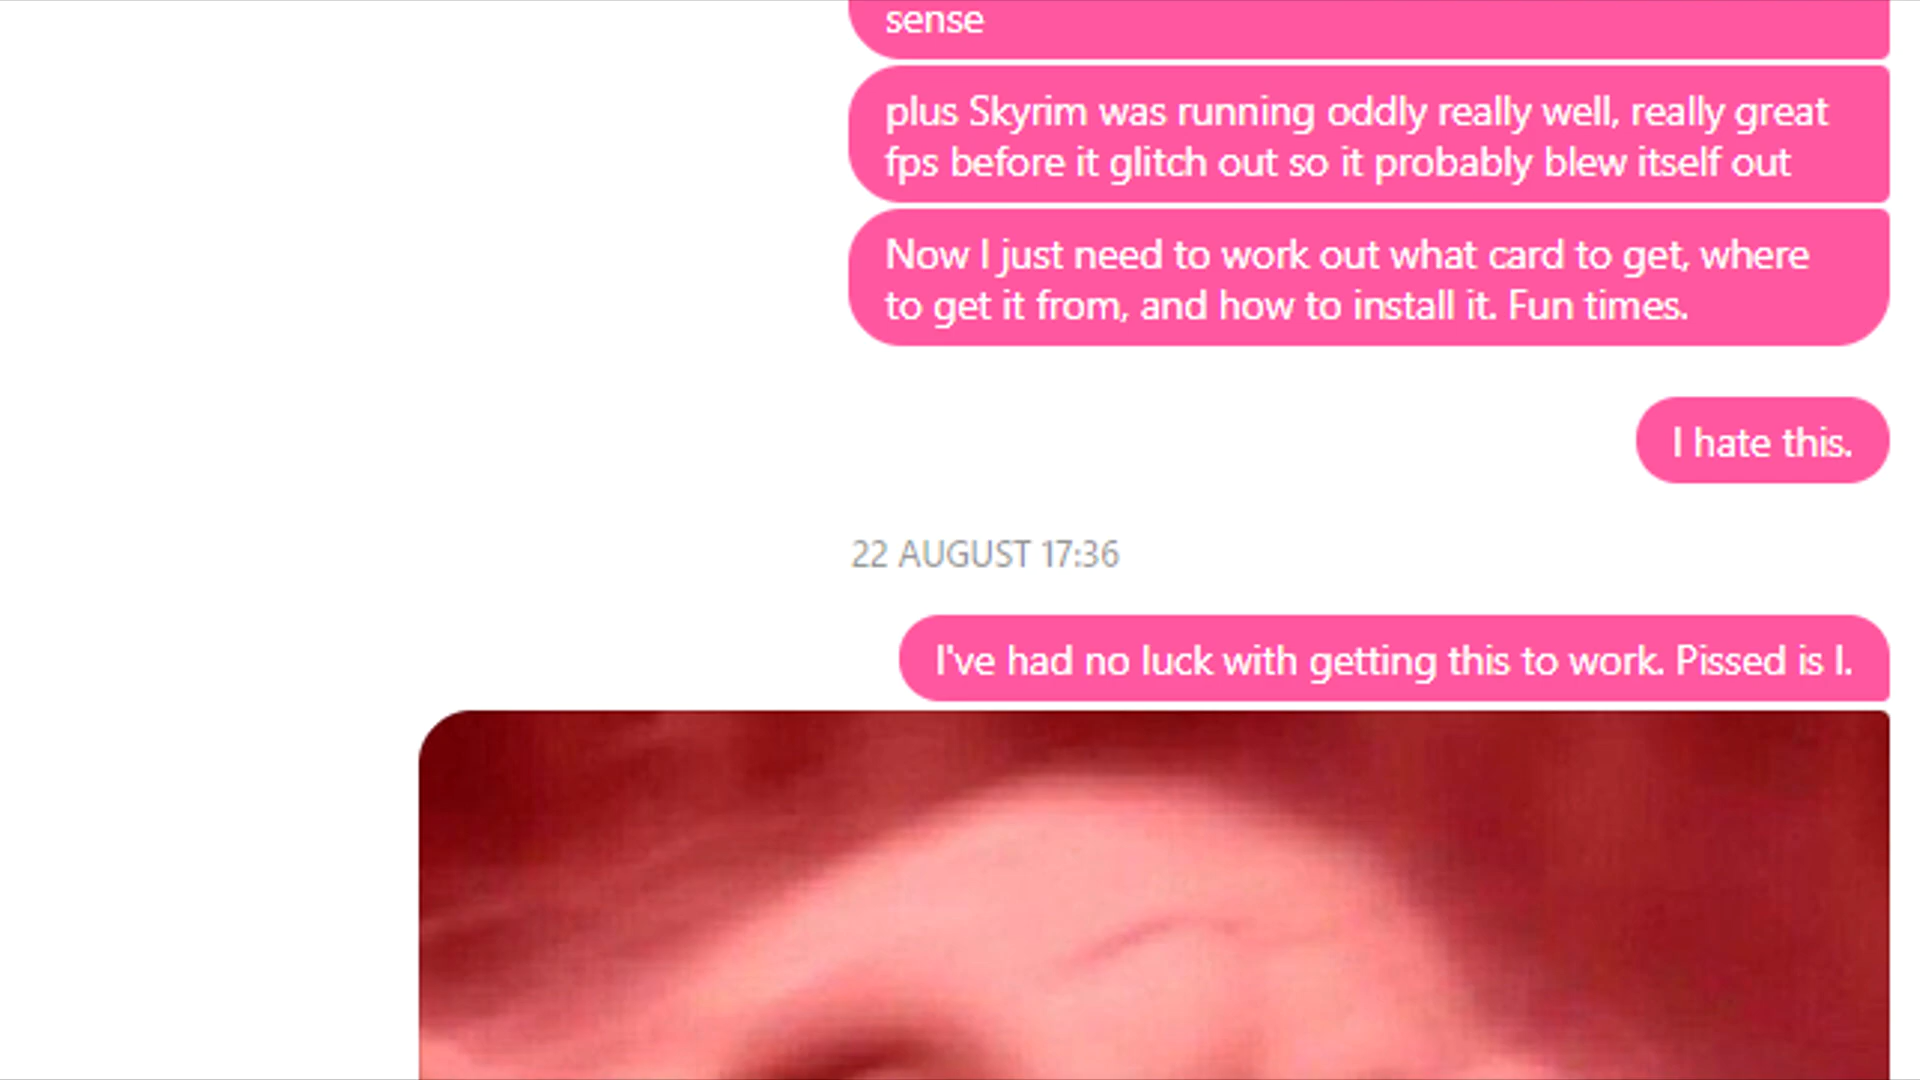 sense
plus Skyrim was running oddly really well, really great
fps before it glitch out so it probably blew itself out
Now I just need to work out what card to get, where
to get it from, and how to install it. Fun times.
I hate this.
22 AUGUST 17:36
I've had no luck with getting this to work. Pissed is I.